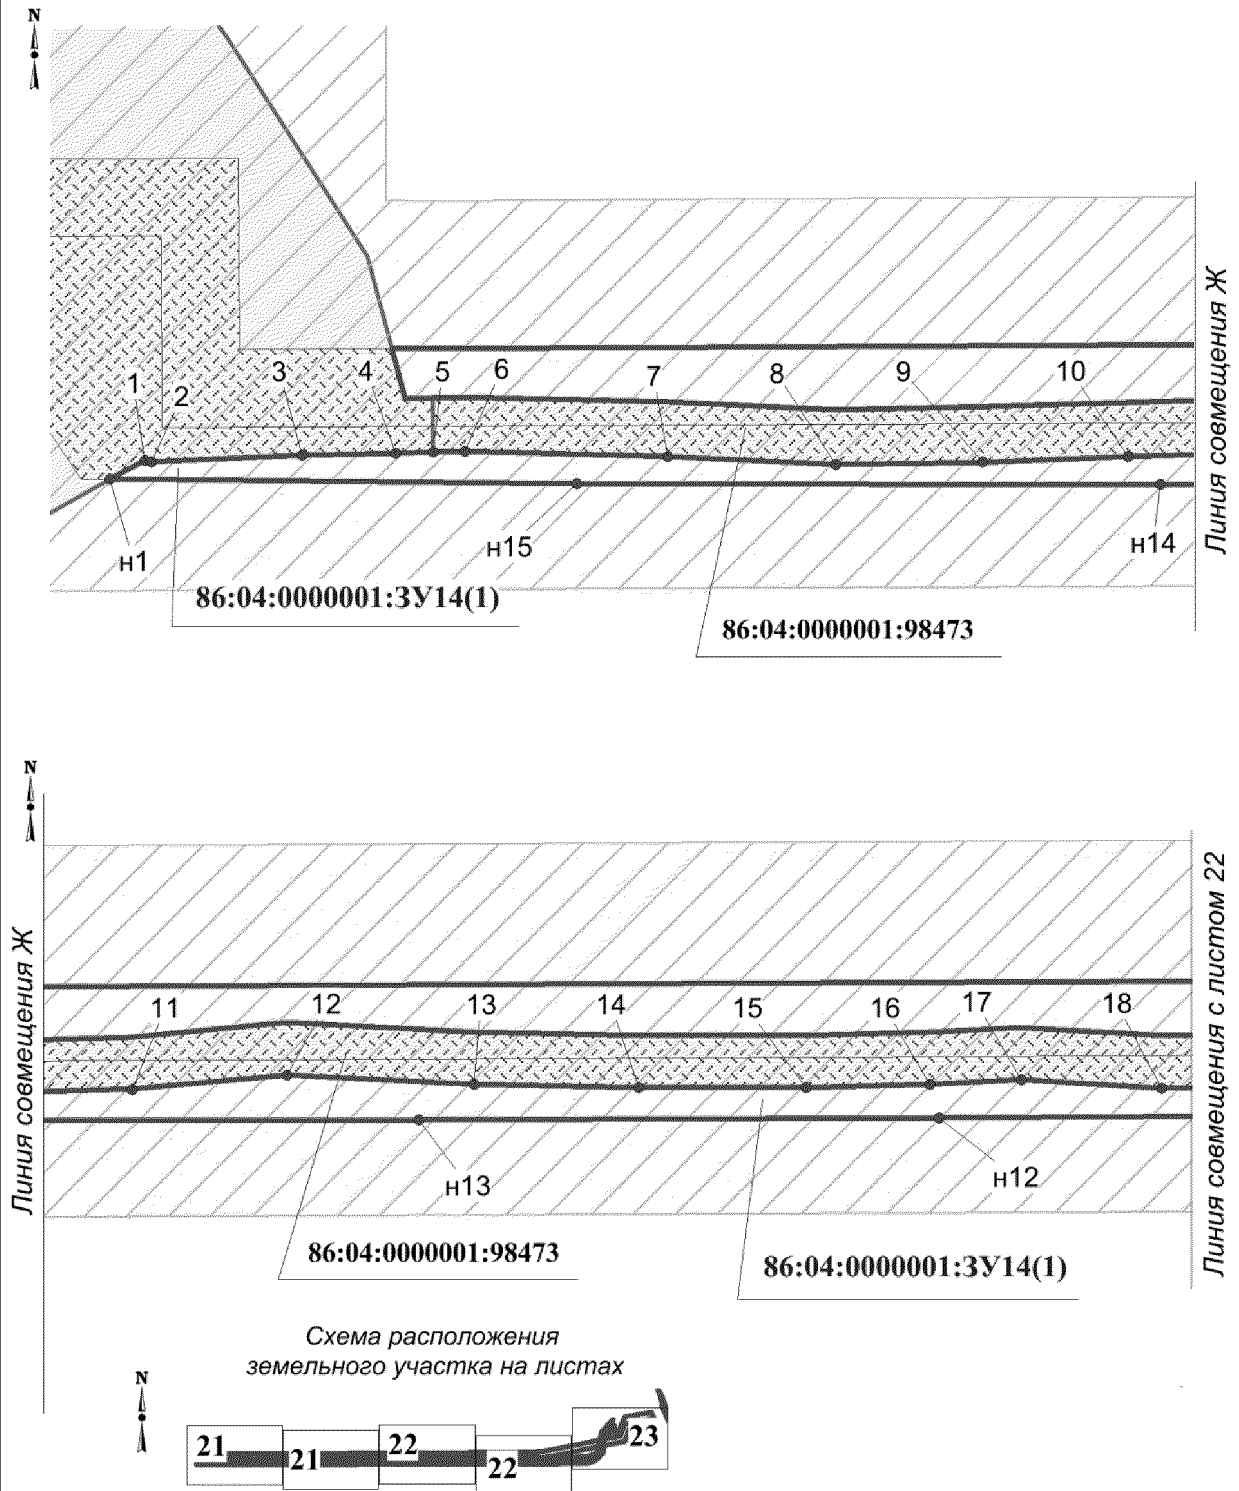 N
1
2
3
4
5
6
7
8
9
10
н1
н15
н14
Линия совмещения Ж
86:04:0000001:ЗУ14(1)
86:04:0000001:98473
N
Линия совмещения Ж
11
12
13
14
15
16
17
18
н13
н12
Линия совмещения с листом 22
86:04:0000001:98473
86:04:0000001:ЗУ14(1)
Схема расположения
земельного участка на листах
N
21
21
22
22
23